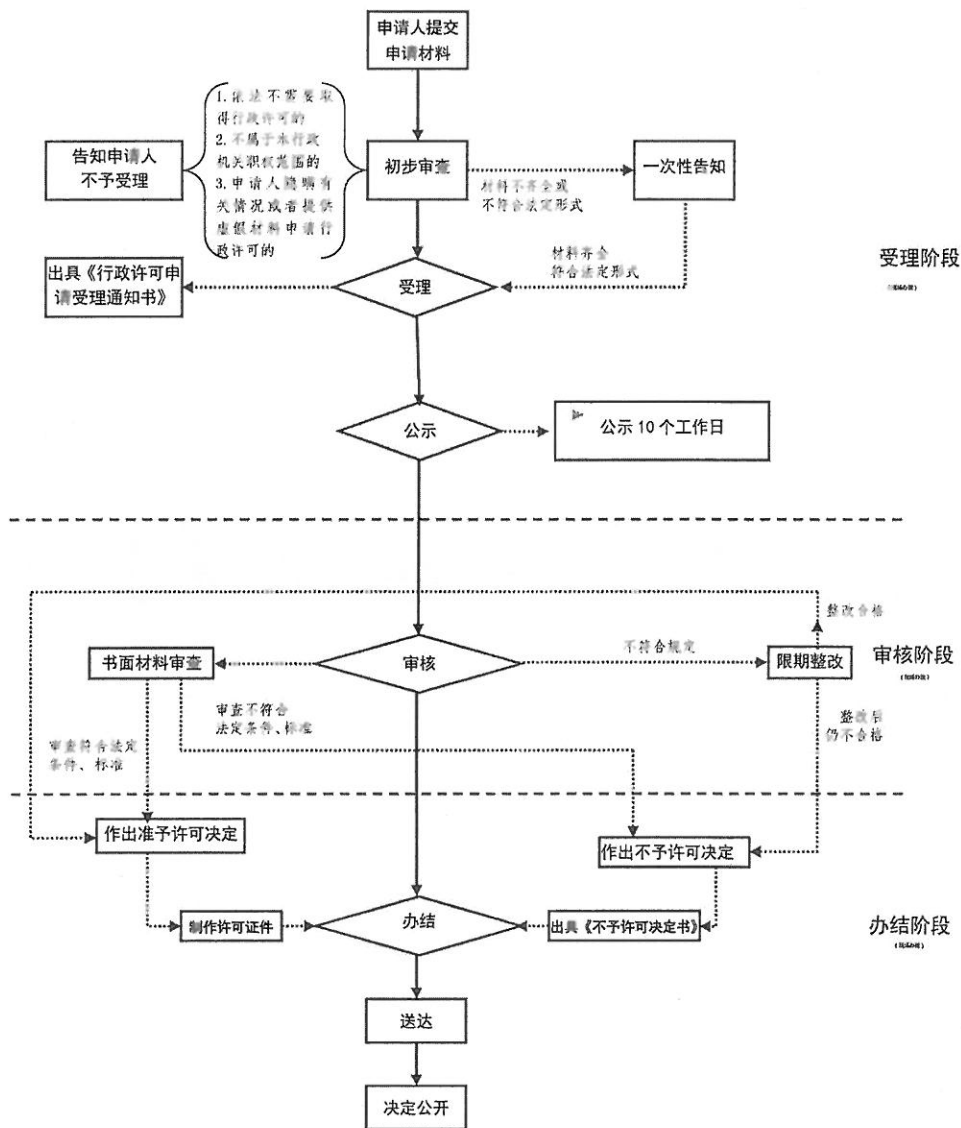 申请人提交
申请材料
1. 依法不需要取
得行政许可的
2. 不属于本行政
机关职权范围的
3. 申请人隐瞒有
关情况或者提供
虚假材料申请行
政许可的
告知申请人
不予受理
初步审查
材料不齐全或
不符合法定形式
一次性告知
材料齐全
符合法定形式
受理阶段
出具《行政许可申
请受理通知书》
受理
公示
公示 10 个工作日
整改合格
书面材料审查
审核
不符合规定
限期整改
审核阶段
审查不符合
法定条件、标准
整改后
仍不合格
审查符合法定
条件、标准
作出准予许可决定
作出不予许可决定
制作许可证件
办结
出具《不予许可决定书》
办结阶段
送达
决定公开